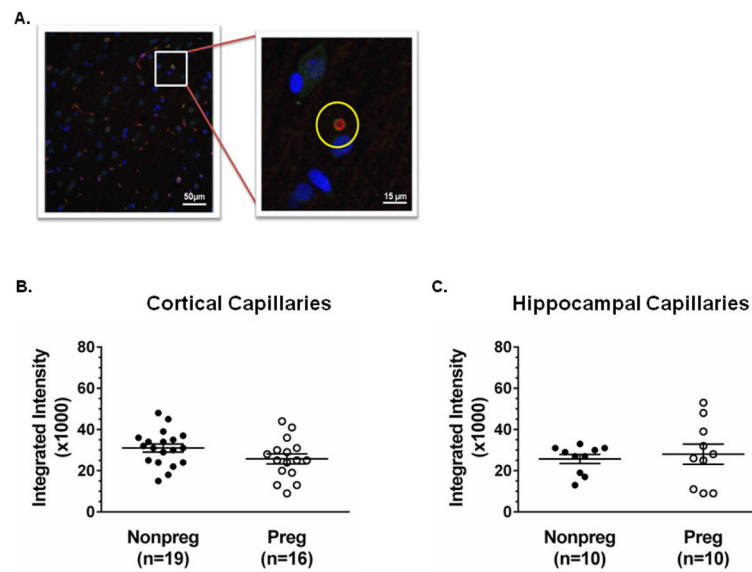 A.
50μm
15 μm
B.
Cortical Capillaries
Integrated Intensity
(x1000)
80
60
40
20
0
Nonpreg
(n=19)
Preg
(n=16)
C.
Hippocampal Capillaries
Integrated Intensity
(x1000)
80
60
40
20
0
Nonpreg
(n=10)
Preg
(n=10)